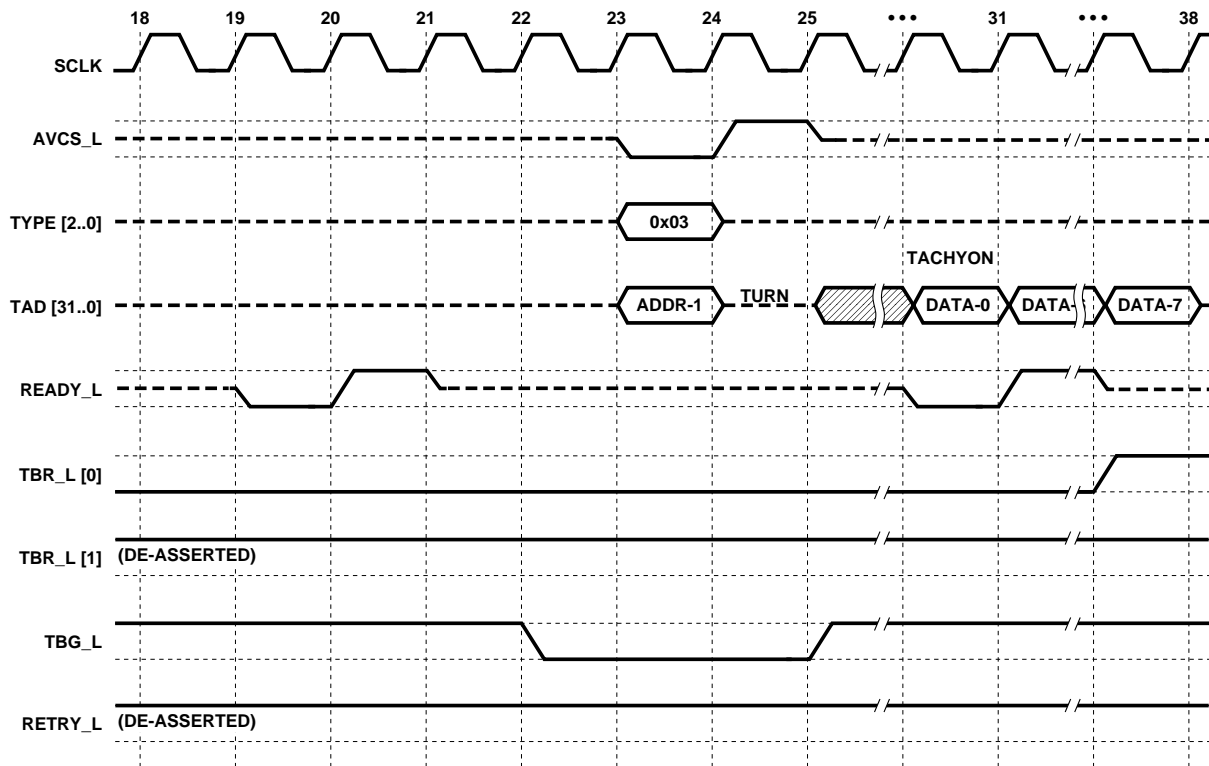 18 19 20 21 22 23 24 25 ••• 31 ••• 38
SCLK
AVCS_L
TYPE [2..0] 0x03
TACHYON
TAD [31..0] ADDR-1 TURN DATA-0 DATA- DATA-7
READY_L
TBR_L [0]
TBR_L [1] (DE-ASSERTED)
TBG_L
RETRY_L (DE-ASSERTED)